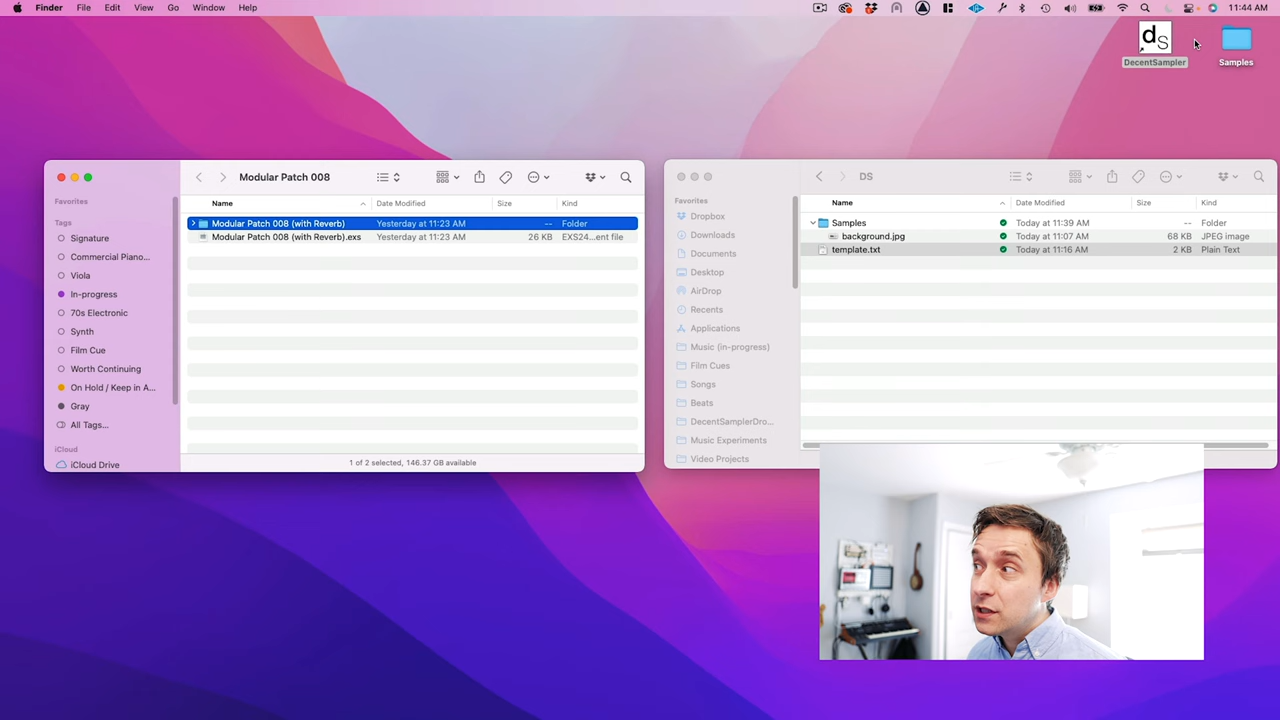 Finder File Edit View Go Window Help 11:44 AM
dS
DecentSampler Samples
Modular Patch 008
Favorites
Tags
Signature
Commercial Piano...
Viola
In-progress
70s Electronic
Synth
Film Cue
Worth Continuing
On Hold / Keep in A...
Gray
All Tags...
iCloud
iCloud Drive
Name Date Modified Size Kind
Modular Patch 008 (with Reverb) Yesterday at 11:23 AM -- Folder
Modular Patch 008 (with Reverb).exs Yesterday at 11:23 AM 26 KB EXS24...ent file
1 of 2 selected, 146.37 GB available
DS
Favorites
Dropbox
Downloads
Documents
Desktop
AirDrop
Recents
Applications
Music (in-progress)
Film Cues
Songs
Beats
DecentSamplerDro...
Music Experiments
Video Projects
Name Date Modified Size Kind
Samples Today at 11:39 AM -- Folder
background.jpg Today at 11:07 AM 68 KB JPEG image
template.txt Today at 11:16 AM 2 KB Plain Text